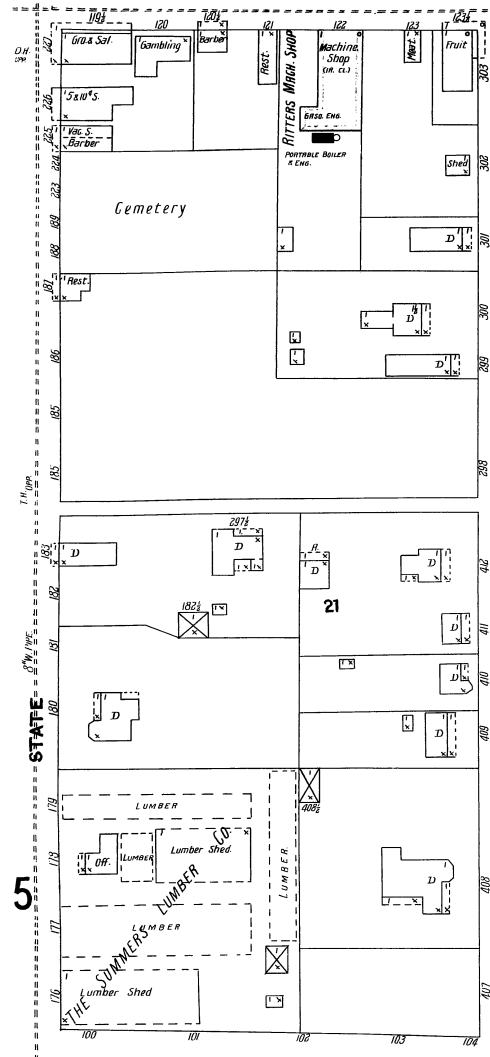 119½ 120 120½ 121 122 123 123½
D.H. OPP.
227 Gro. & Sal. Gambling Barber Rest. Machine Shop (IR. CL.) Meat. Fruit 303
RITTERS MACH. SHOP
226 5 & 10¢ S.
GASO. ENG.
225 Vac. S.
Barber
PORTABLE BOILER & ENG.
224 Shed 302
223
Cemetery
189
188 D 301
187 Rest.
D 1½ 300
186 D 299
185
185 298
T.H. OPP.
297½
183 D D A. D D 412
182
182½ 21
D 411
181
8" W. PIPE
D 410
180 D D 409
STATE
179 LUMBER
408½
178 Off. LUMBER Lumber Shed. LUMBER. D 408
5
177 LUMBER
THE SUMMERS LUMBER CO.
176 Lumber Shed 407
100 101 102 103 104